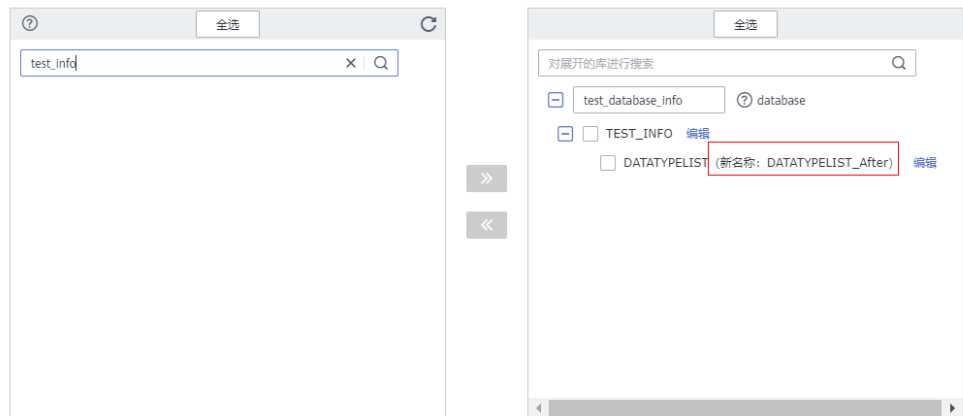 全选
test_info
全选
对展开的库进行搜索
test_database_info database
TEST_INFO 编辑
DATATYPELIST (新名称: DATATYPELIST_After) 编辑